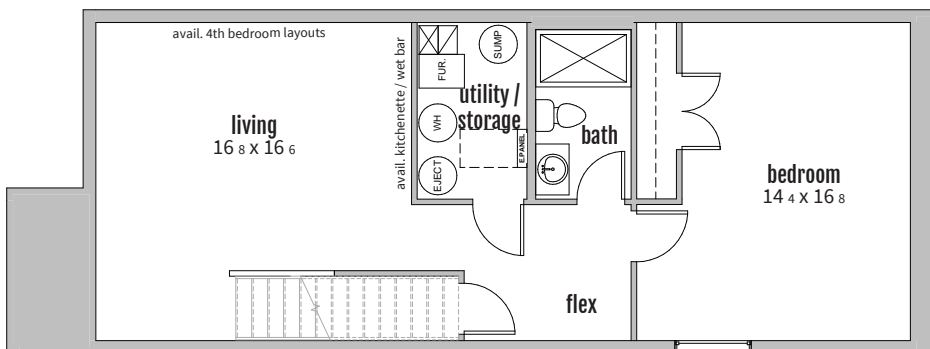 avail. 4th bedroom layouts
living
16 8 x 16 6
avail. kitchenette / wet bar
FUR.
SUMP
utility /
storage
WH
EJECT
E.PANEL
bath
bedroom
14 4 x 16 8
flex